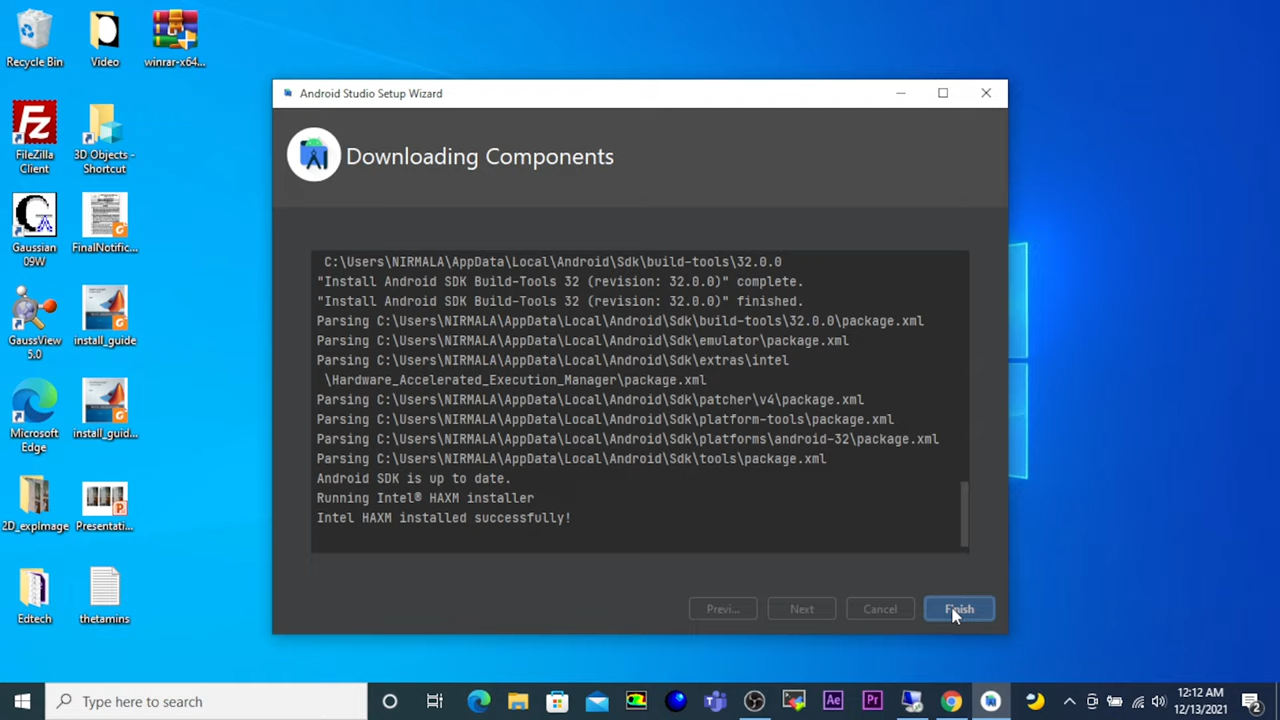 Recycle Bin
Video
winrar-x64...
FileZilla
Client
3D Objects -
Shortcut
Gaussian
09W
FinalNotific...
GaussView
5.0
install_guide
Microsoft
Edge
install_guid...
2D_expImage
Presentati...
Edtech
thetamins
Android Studio Setup Wizard
Downloading Components
C:\Users\NIRMALA\AppData\Local\Android\Sdk\build-tools\32.0.0
"Install Android SDK Build-Tools 32 (revision: 32.0.0)" complete.
"Install Android SDK Build-Tools 32 (revision: 32.0.0)" finished.
Parsing C:\Users\NIRMALA\AppData\Local\Android\Sdk\build-tools\32.0.0\package.xml
Parsing C:\Users\NIRMALA\AppData\Local\Android\Sdk\emulator\package.xml
Parsing C:\Users\NIRMALA\AppData\Local\Android\Sdk\extras\intel
\Hardware_Accelerated_Execution_Manager\package.xml
Parsing C:\Users\NIRMALA\AppData\Local\Android\Sdk\patcher\v4\package.xml
Parsing C:\Users\NIRMALA\AppData\Local\Android\Sdk\platform-tools\package.xml
Parsing C:\Users\NIRMALA\AppData\Local\Android\Sdk\platforms\android-32\package.xml
Parsing C:\Users\NIRMALA\AppData\Local\Android\Sdk\tools\package.xml
Android SDK is up to date.
Running Intel® HAXM installer
Intel HAXM installed successfully!
Previ... Next Cancel Finish
Type here to search
Ae
Pr
12:12 AM
12/13/2021
2